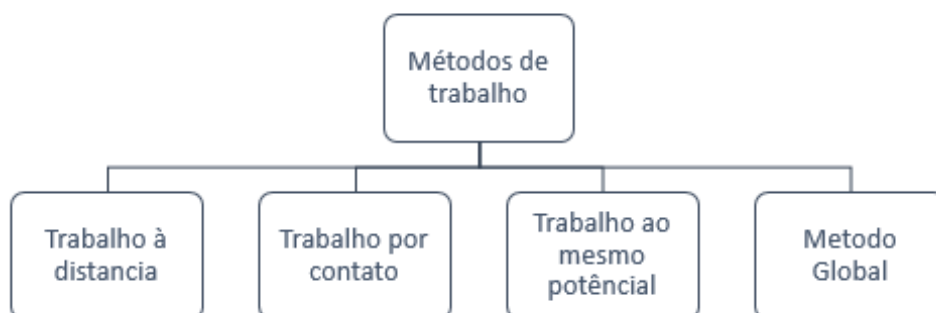 Métodos de
trabalho
Trabalho à
distancia
Trabalho por
contato
Trabalho ao
mesmo
potêncial
Metodo
Global